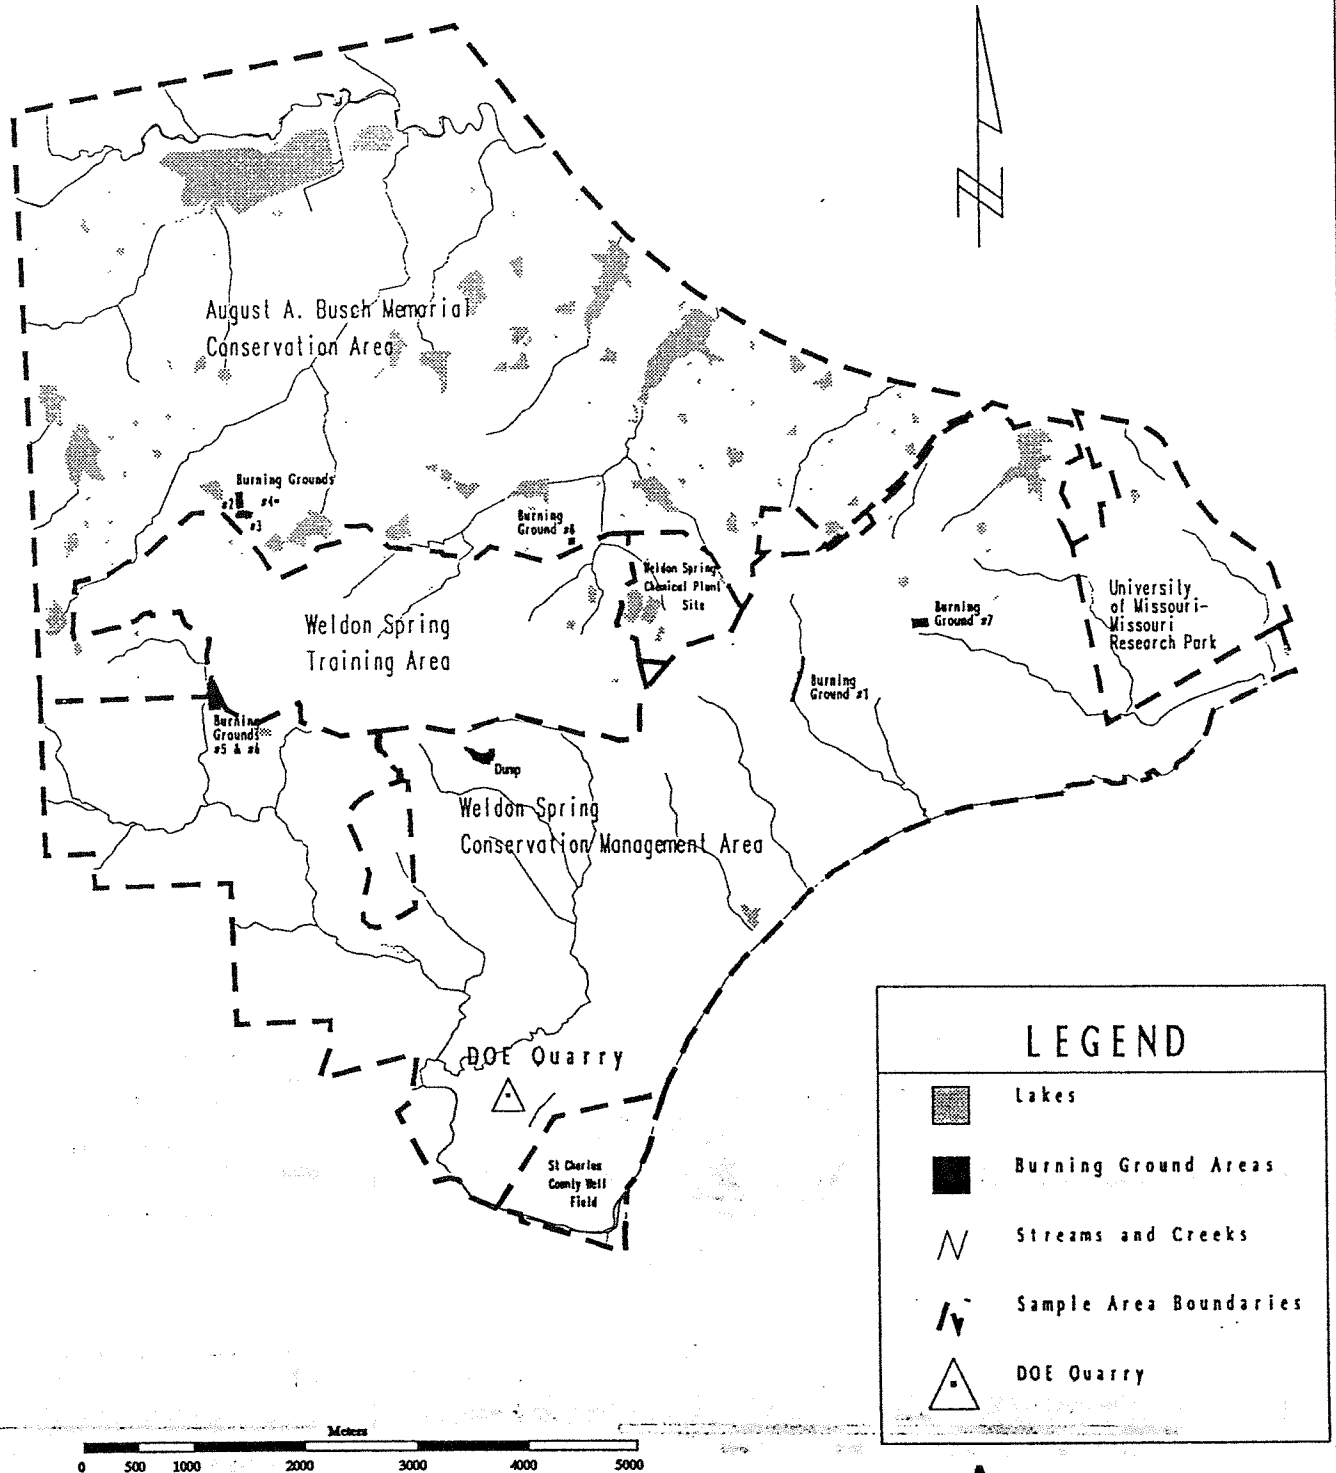 N
August A. Busch Memorial
Conservation Area
Burning Grounds
#2
#4
#3
Burning
Ground #8
Weldon Spring
Chemical Plant
Site
Weldon Spring
Training Area
Burning
Ground #7
University
of Missouri-
Missouri
Research Park
Burning
Ground #1
Burning
Grounds
#5 & #6
Dump
Weldon Spring
Conservation Management Area
DOE Quarry
St Charles
County Well
Field
LEGEND
Lakes
Burning Ground Areas
Streams and Creeks
Sample Area Boundaries
DOE Quarry
Meters
0 500 1000 2000 3000 4000 5000